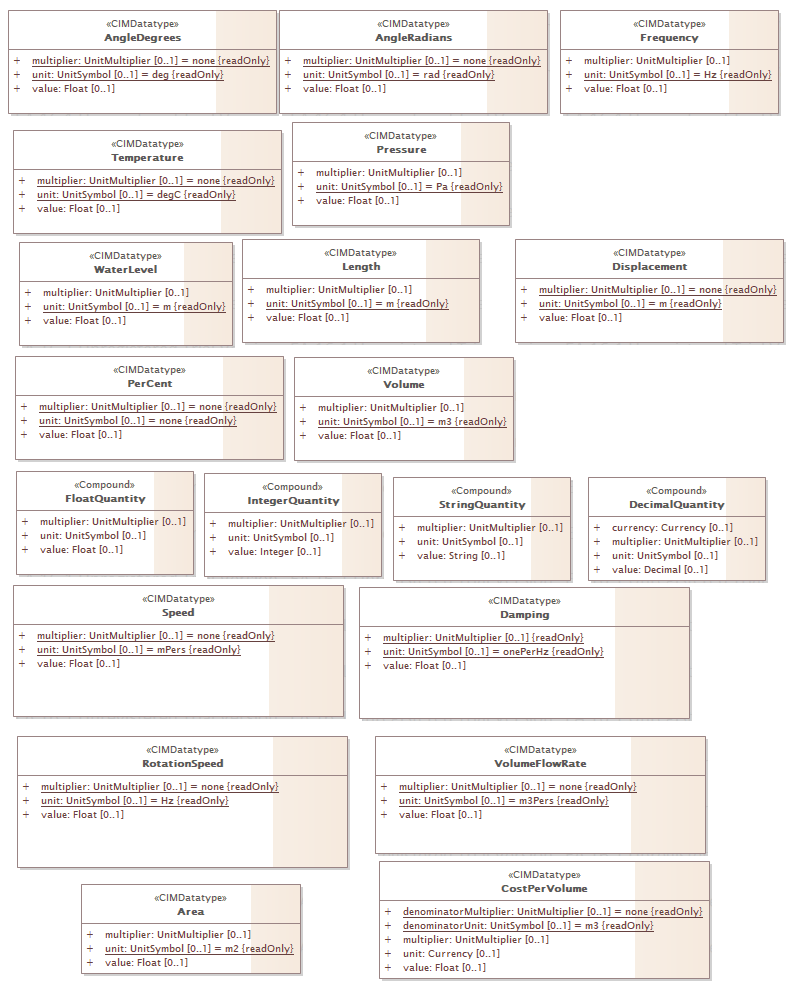 «CIMDatatype»
AngleDegrees
+ multiplier: UnitMultiplier [0..1] = none {readOnly}
+ unit: UnitSymbol [0..1] = deg {readOnly}
+ value: Float [0..1]
«CIMDatatype»
AngleRadians
+ multiplier: UnitMultiplier [0..1] = none {readOnly}
+ unit: UnitSymbol [0..1] = rad {readOnly}
+ value: Float [0..1]
«CIMDatatype»
Frequency
+ multiplier: UnitMultiplier [0..1]
+ unit: UnitSymbol [0..1] = Hz {readOnly}
+ value: Float [0..1]
«CIMDatatype»
Temperature
+ multiplier: UnitMultiplier [0..1] = none {readOnly}
+ unit: UnitSymbol [0..1] = degC {readOnly}
+ value: Float [0..1]
«CIMDatatype»
Pressure
+ multiplier: UnitMultiplier [0..1]
+ unit: UnitSymbol [0..1] = Pa {readOnly}
+ value: Float [0..1]
«CIMDatatype»
WaterLevel
+ multiplier: UnitMultiplier [0..1]
+ unit: UnitSymbol [0..1] = m {readOnly}
+ value: Float [0..1]
«CIMDatatype»
Length
+ multiplier: UnitMultiplier [0..1]
+ unit: UnitSymbol [0..1] = m {readOnly}
+ value: Float [0..1]
«CIMDatatype»
Displacement
+ multiplier: UnitMultiplier [0..1] = none {readOnly}
+ unit: UnitSymbol [0..1] = m {readOnly}
+ value: Float [0..1]
«CIMDatatype»
PerCent
+ multiplier: UnitMultiplier [0..1] = none {readOnly}
+ unit: UnitSymbol [0..1] = none {readOnly}
+ value: Float [0..1]
«CIMDatatype»
Volume
+ multiplier: UnitMultiplier [0..1]
+ unit: UnitSymbol [0..1] = m3 {readOnly}
+ value: Float [0..1]
«Compound»
FloatQuantity
+ multiplier: UnitMultiplier [0..1]
+ unit: UnitSymbol [0..1]
+ value: Float [0..1]
«Compound»
IntegerQuantity
+ multiplier: UnitMultiplier [0..1]
+ unit: UnitSymbol [0..1]
+ value: Integer [0..1]
«Compound»
StringQuantity
+ multiplier: UnitMultiplier [0..1]
+ unit: UnitSymbol [0..1]
+ value: String [0..1]
«Compound»
DecimalQuantity
+ currency: Currency [0..1]
+ multiplier: UnitMultiplier [0..1]
+ unit: UnitSymbol [0..1]
+ value: Decimal [0..1]
«CIMDatatype»
Speed
+ multiplier: UnitMultiplier [0..1] = none {readOnly}
+ unit: UnitSymbol [0..1] = mPers {readOnly}
+ value: Float [0..1]
«CIMDatatype»
Damping
+ multiplier: UnitMultiplier [0..1] {readOnly}
+ unit: UnitSymbol [0..1] = onePerHz {readOnly}
+ value: Float [0..1]
«CIMDatatype»
RotationSpeed
+ multiplier: UnitMultiplier [0..1] = none {readOnly}
+ unit: UnitSymbol [0..1] = Hz {readOnly}
+ value: Float [0..1]
«CIMDatatype»
VolumeFlowRate
+ multiplier: UnitMultiplier [0..1] = none {readOnly}
+ unit: UnitSymbol [0..1] = m3Pers {readOnly}
+ value: Float [0..1]
«CIMDatatype»
Area
+ multiplier: UnitMultiplier [0..1]
+ unit: UnitSymbol [0..1] = m2 {readOnly}
+ value: Float [0..1]
«CIMDatatype»
CostPerVolume
+ denominatorMultiplier: UnitMultiplier [0..1] = none {readOnly}
+ denominatorUnit: UnitSymbol [0..1] = m3 {readOnly}
+ multiplier: UnitMultiplier [0..1]
+ unit: Currency [0..1]
+ value: Float [0..1]